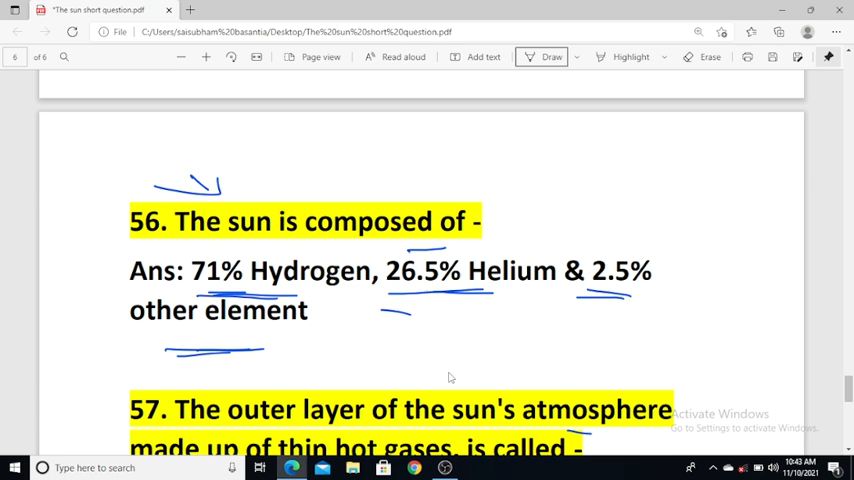 *The sun short question.pdf
File
C:/Users/saisubham%20basantia/Desktop/The%20sun%20short%20question.pdf
6 of 6
Page view
Read aloud
Add text
Draw
Highlight
Erase
56. The sun is composed of -
Ans: 71% Hydrogen, 26.5% Helium & 2.5%
other element
57. The outer layer of the sun's atmosphere
made up of thin hot gases, is called -
Activate Windows
Go to Settings to activate Windows.
Type here to search
10:43 AM
11/10/2021